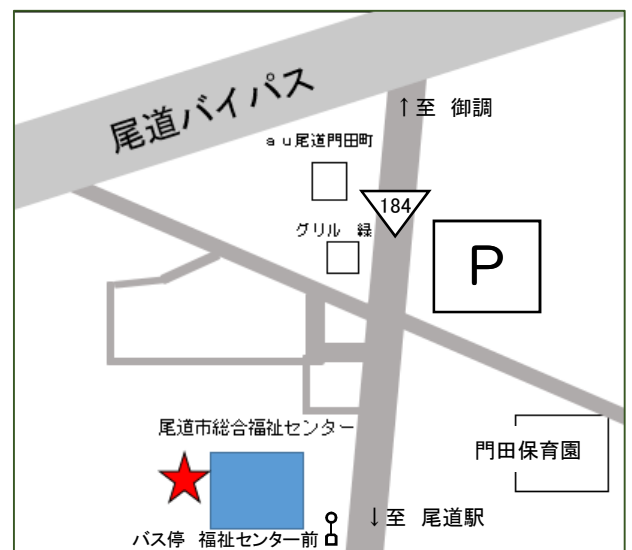 尾道バイパス
↑至 御調
ａｕ尾道門田町
184
グリル 緑
P
尾道市総合福祉センター
門田保育園
↓至 尾道駅
バス停 福祉センター前